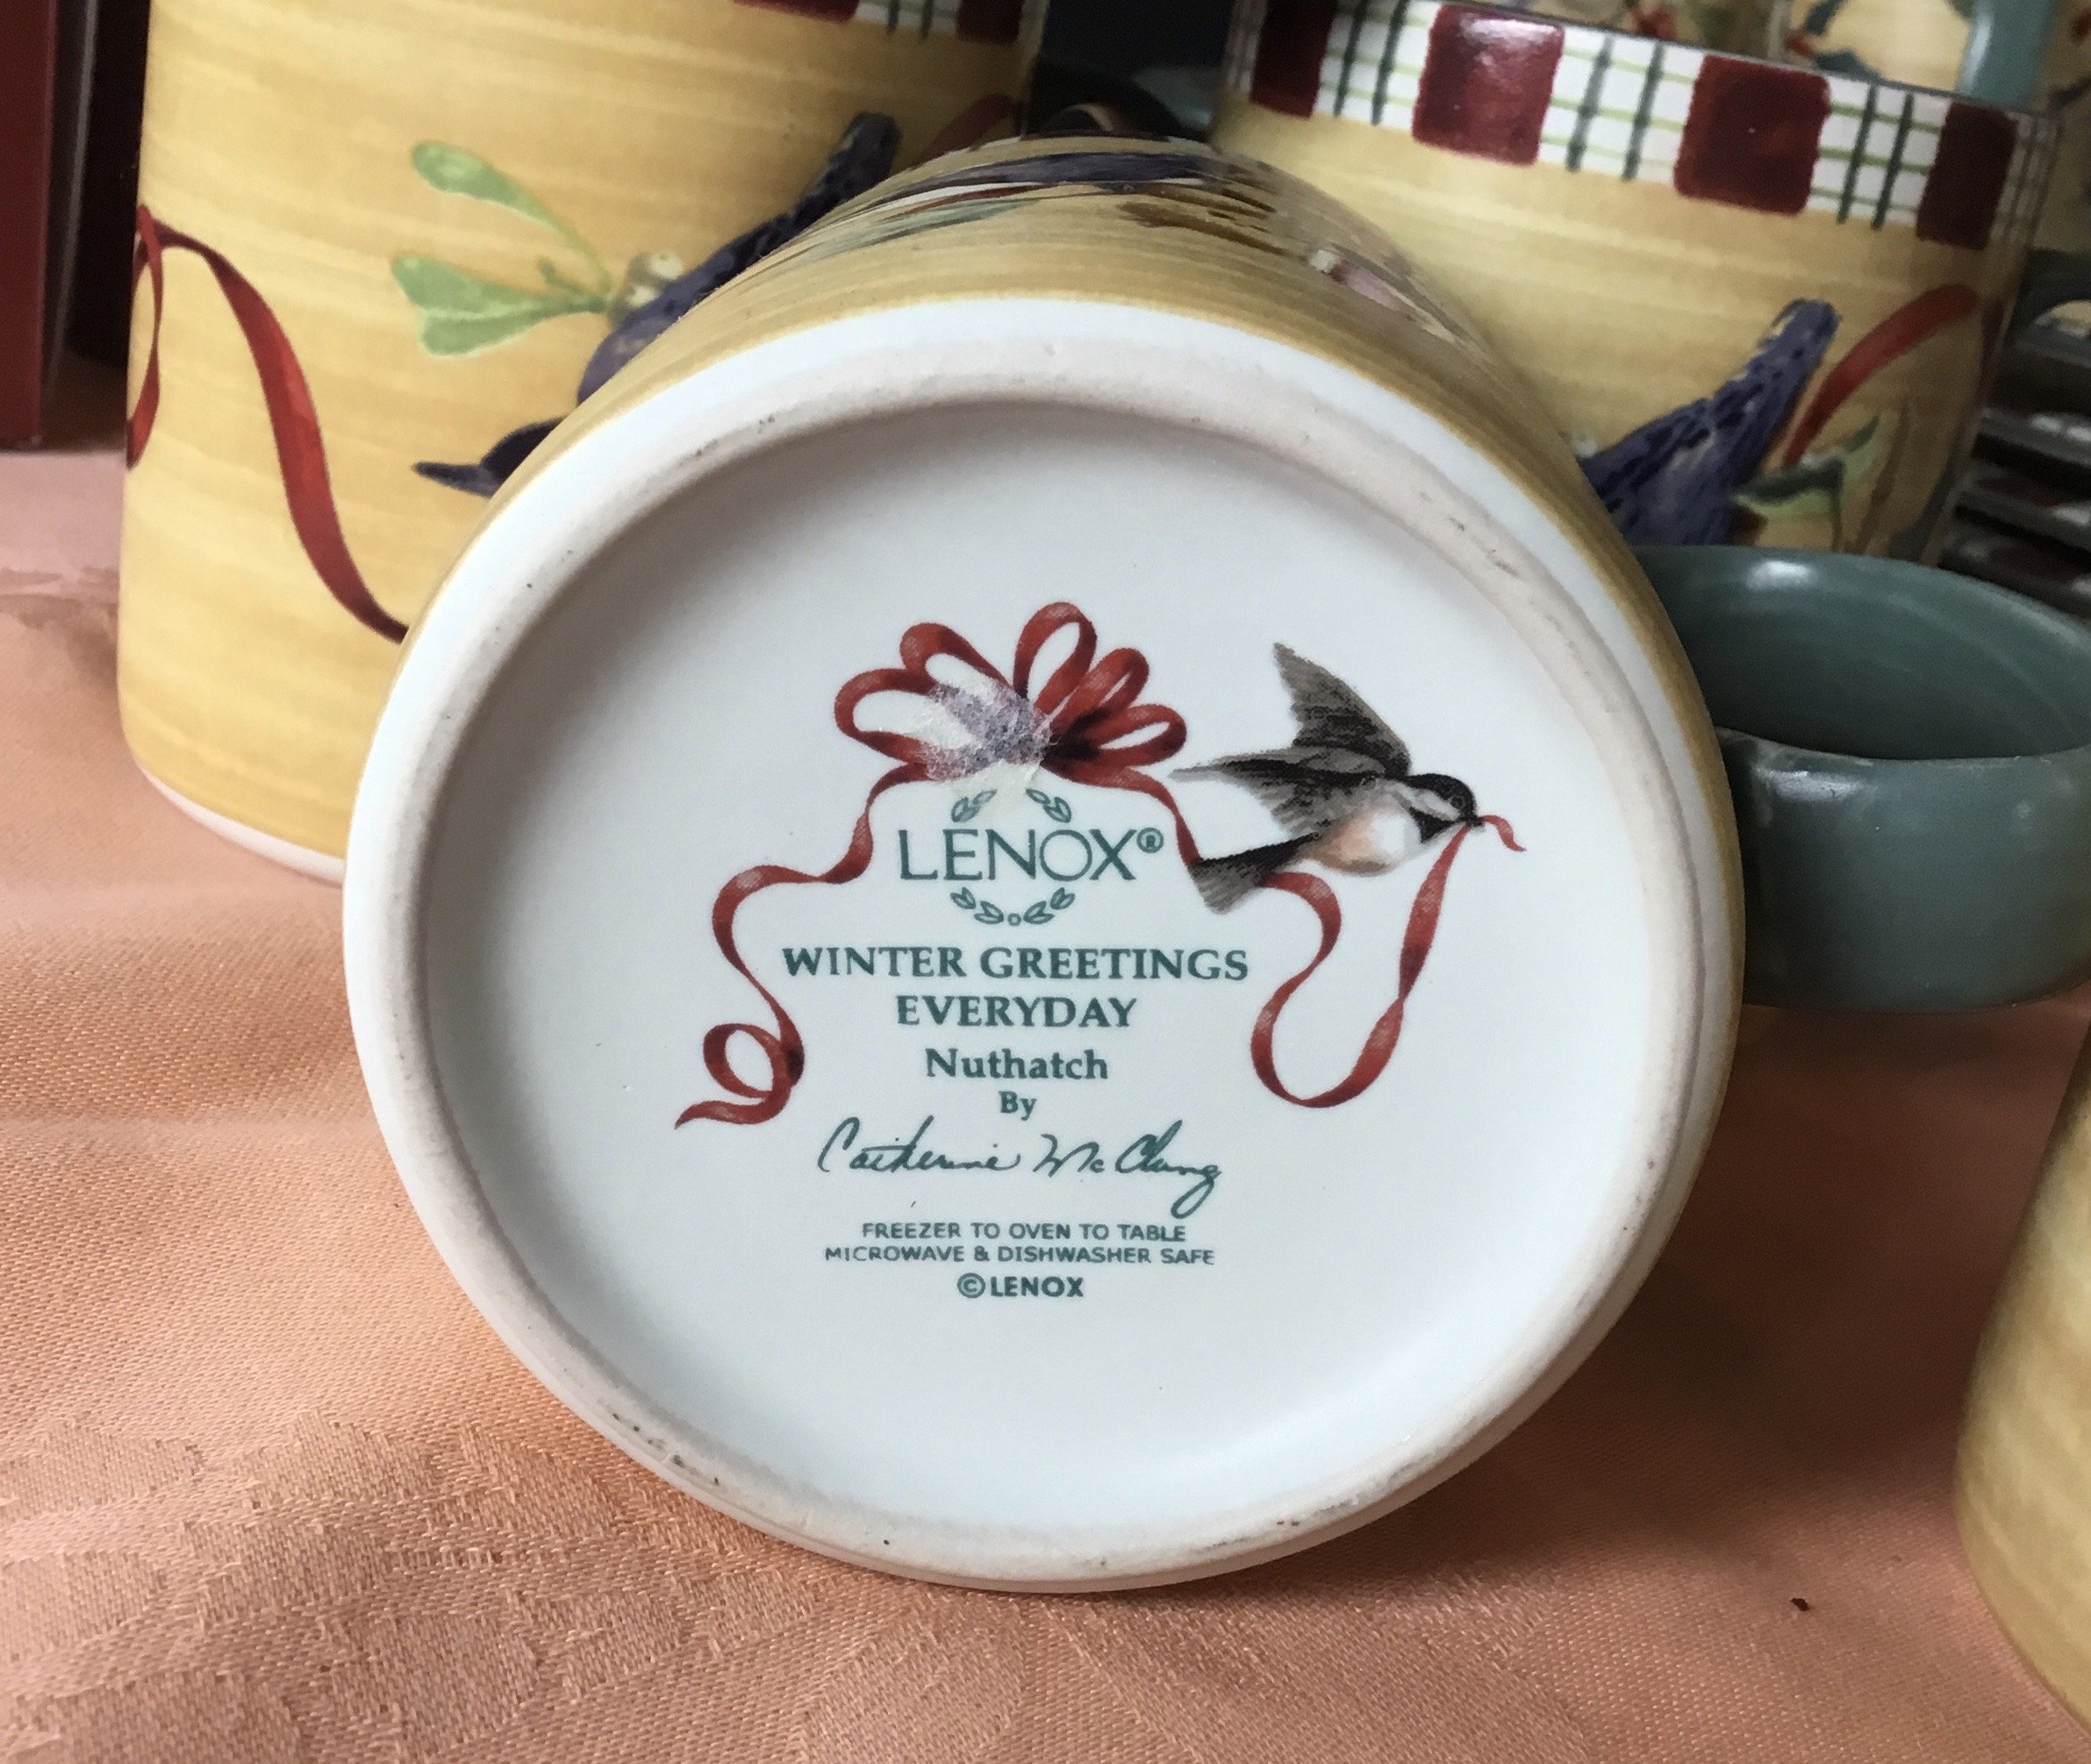 LENOX®
WINTER GREETINGS
EVERYDAY
Nuthatch
By
Catherine McClung
FREEZER TO OVEN TO TABLE
MICROWAVE & DISHWASHER SAFE
©LENOX